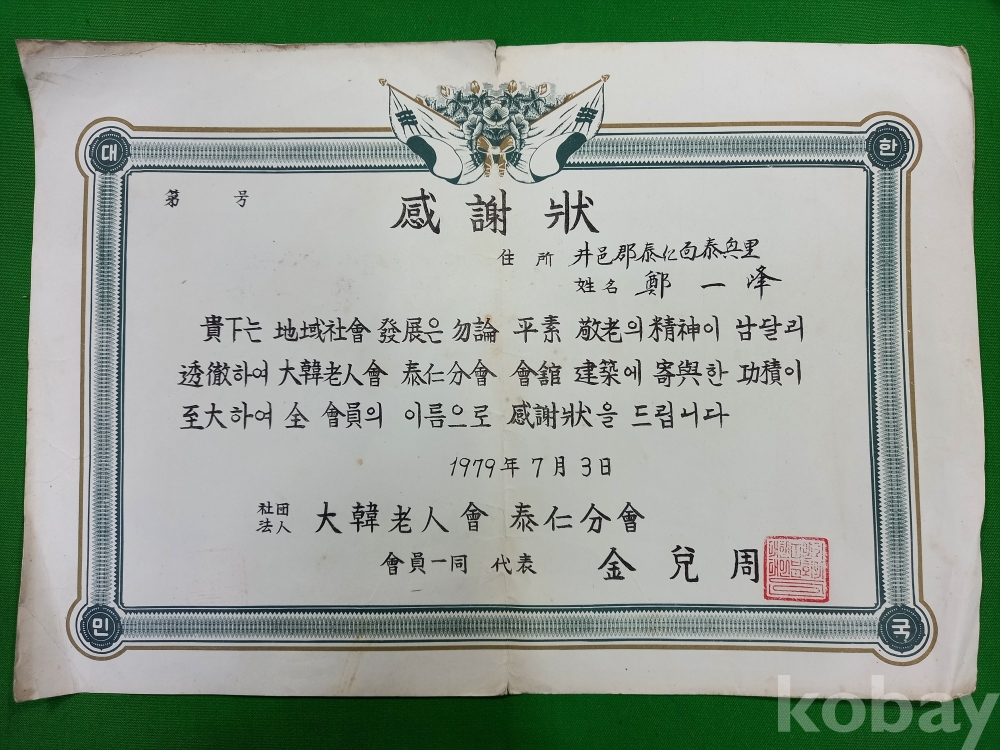 대 한
第 号
感謝狀
住所 井邑郡泰仁面泰興里
姓名 鄭一峰
貴下는 地域社會 發展은 勿論 平素 敬老의 精神이 남달리
透徹하여 大韓老人會 泰仁分會 會舘 建築에 寄與한 功積이
至大하여 全 會員의 이름으로 感謝狀을 드립니다
1979年 7月 3日
社団法人 大韓老人會 泰仁分會
會員一同 代表 金兌周
민 국
kobay